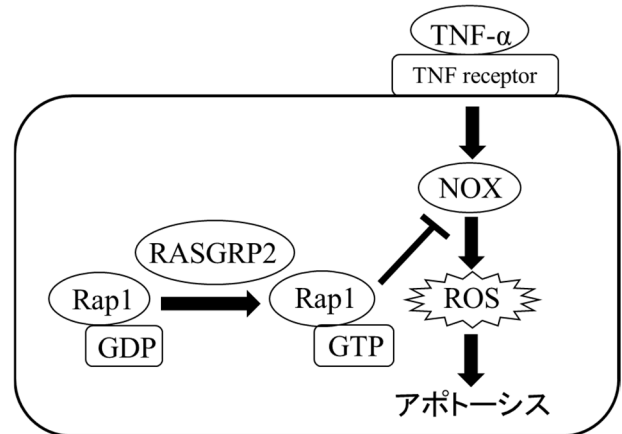 TNF-α
TNF receptor
NOX
RASGRP2
Rap1
Rap1
ROS
GDP
GTP
アポトーシス